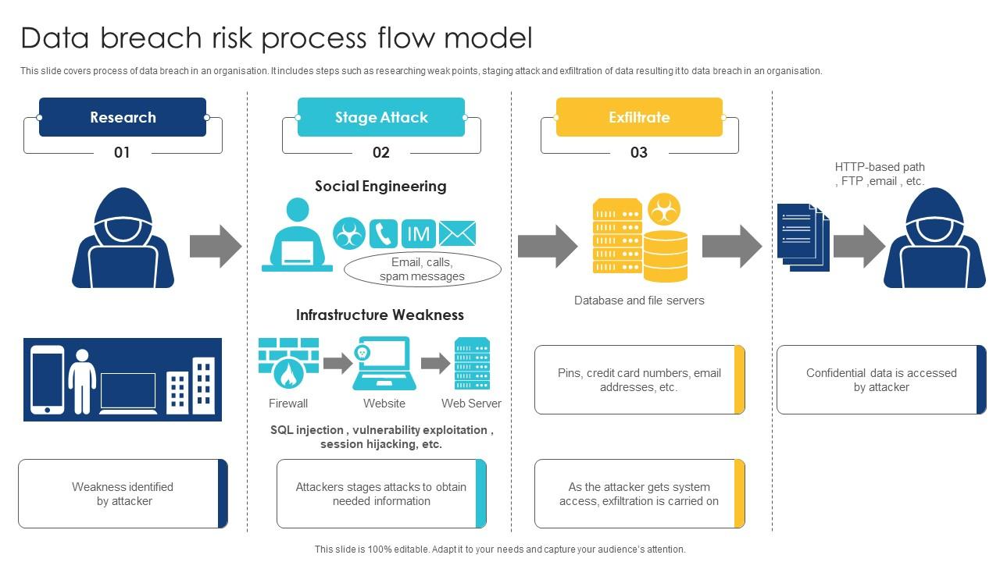 Data breach risk process flow model
This slide covers process of data breach in an organisation. It includes steps such as researching weak points, staging attack and exfiltration of data resulting it to data breach in an organisation.
Research
01
Weakness identified
by attacker
Stage Attack
02
Social Engineering
IM
Email, calls,
spam messages
Infrastructure Weakness
Firewall
Website
Web Server
SQL injection , vulnerability exploitation ,
session hijacking, etc.
Attackers stages attacks to obtain
needed information
Exfiltrate
03
Database and file servers
Pins, credit card numbers, email
addresses, etc.
As the attacker gets system
access, exfiltration is carried on
HTTP-based path
, FTP ,email , etc.
Confidential data is accessed
by attacker
This slide is 100% editable. Adapt it to your needs and capture your audience's attention.